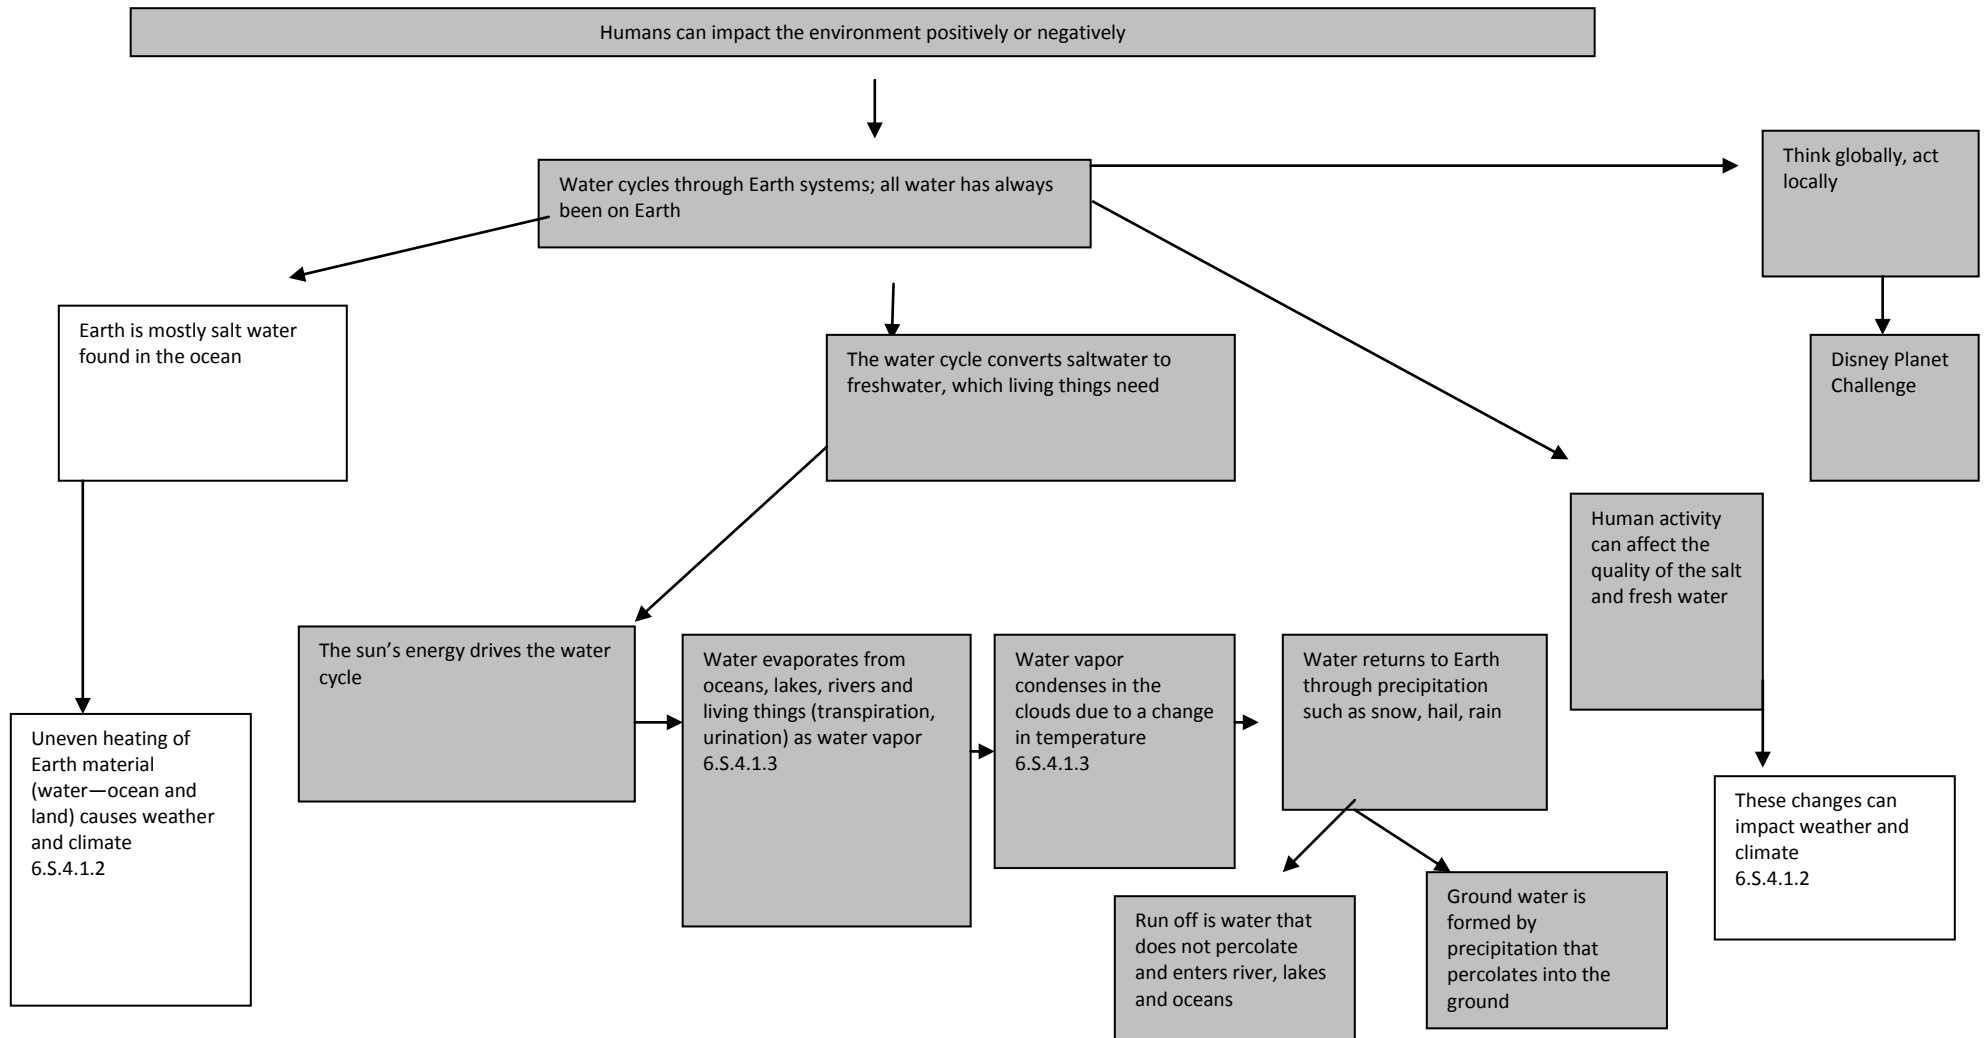 Humans can impact the environment positively or negatively
Water cycles through Earth systems; all water has always
been on Earth
Think globally, act
locally
Earth is mostly salt water
found in the ocean
The water cycle converts saltwater to
freshwater, which living things need
Disney Planet
Challenge
Human activity
can affect the
quality of the salt
and fresh water
The sun’s energy drives the water
cycle
Water evaporates from
oceans, lakes, rivers and
living things (transpiration,
urination) as water vapor
6.S.4.1.3
Water vapor
condenses in the
clouds due to a change
in temperature
6.S.4.1.3
Water returns to Earth
through precipitation
such as snow, hail, rain
Uneven heating of
Earth material
(water—ocean and
land) causes weather
and climate
6.S.4.1.2
These changes can
impact weather and
climate
6.S.4.1.2
Run off is water that
does not percolate
and enters river, lakes
and oceans
Ground water is
formed by
precipitation that
percolates into the
ground